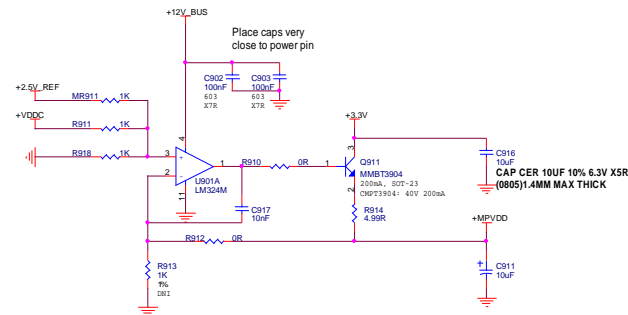 +12V_BUS
Place caps very
close to power pin
C902
100nF
603
X7R
C903
100nF
603
X7R
+2.5V_REF
MR911 1K
+VDDC
R911 1K
R918 1K
4
3
+
2
-
1
11
U901A
LM324M
R910 0R
C917
10nF
+3.3V
3
1
2
Q911
MMBT3904
200mA, SOT-23
CMPT3904: 40V 200mA
R914
4.99R
C916
10uF
CAP CER 10UF 10% 6.3V X5R
(0805)1.4MM MAX THICK
+MPVDD
R912 0R
R913
1K
1%
DNI
+
C911
10uF